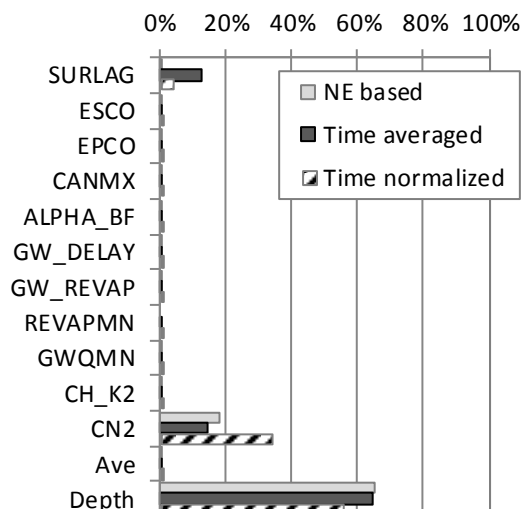 0% 20% 40% 60% 80% 100%
SURLAG
ESCO
EPCO
CANMX
ALPHA_BF
GW_DELAY
GW_REVAP
REVAPMN
GWQMN
CH_K2
CN2
Ave
Depth
NE based
Time averaged
Time normalized